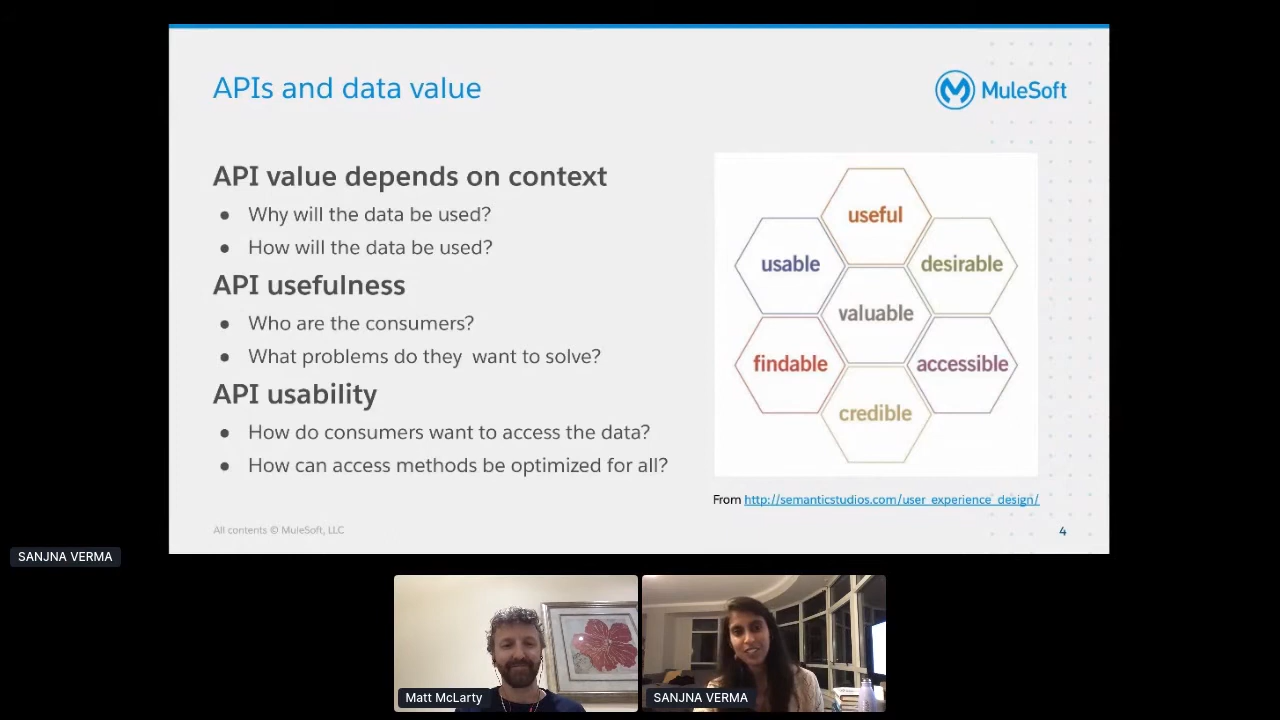 APIs and data value
MuleSoft
API value depends on context
● Why will the data be used?
● How will the data be used?
API usefulness
● Who are the consumers?
● What problems do they  want to solve?
API usability
● How do consumers want to access the data?
● How can access methods be optimized for all?
useful
usable
desirable
valuable
findable
accessible
credible
From http://semanticstudios.com/user_experience_design/
All contents © MuleSoft, LLC
4
SANJNA VERMA
Matt McLarty
SANJNA VERMA